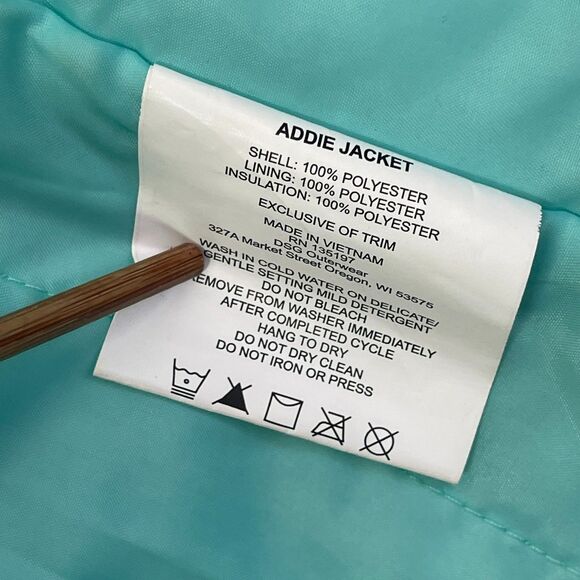 ADDIE JACKET
SHELL: 100% POLYESTER
LINING: 100% POLYESTER
INSULATION: 100% POLYESTER
EXCLUSIVE OF TRIM
MADE IN VIETNAM
RN 135197
DSG Outerwear
327A Market Street Oregon, WI 53575
WASH IN COLD WATER ON DELICATE/
GENTLE SETTING MILD DETERGENT
DO NOT BLEACH
REMOVE FROM WASHER IMMEDIATELY
AFTER COMPLETED CYCLE
HANG TO DRY
DO NOT DRY CLEAN
DO NOT IRON OR PRESS